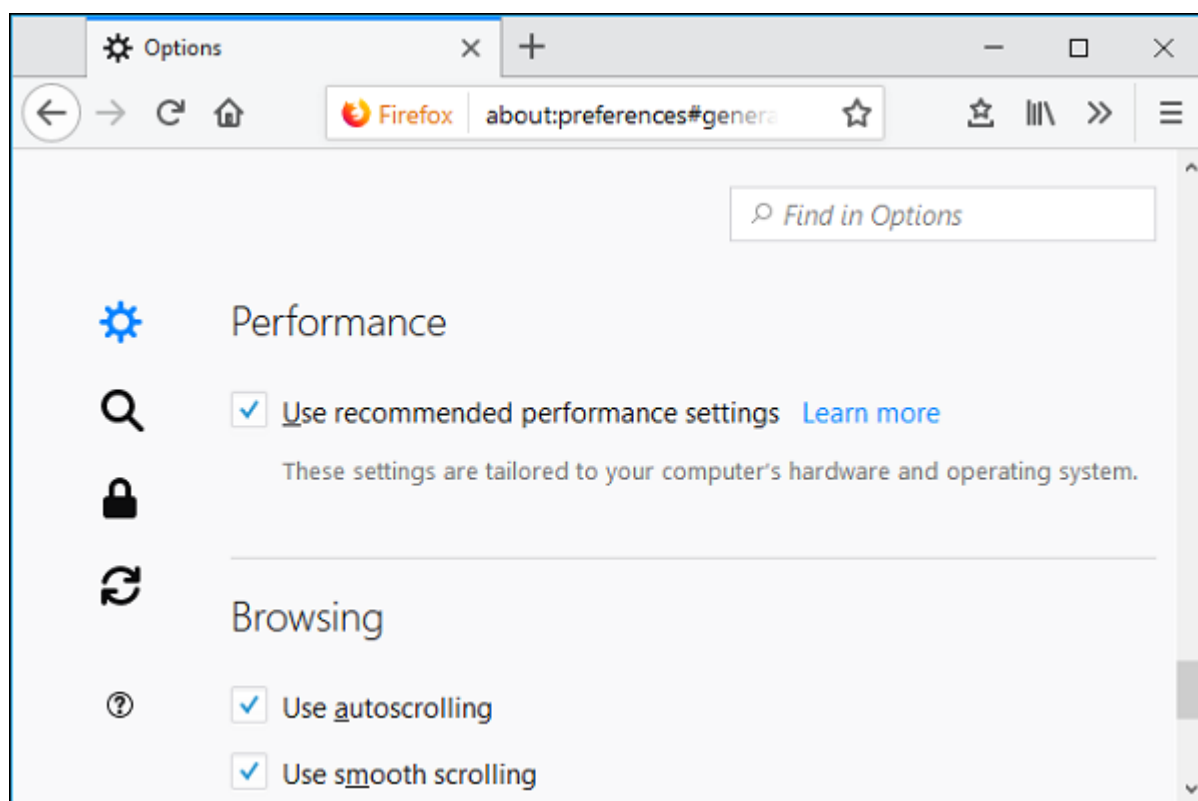 Options
Firefox about:preferences#genera
Find in Options
Performance
Use recommended performance settings Learn more
These settings are tailored to your computer's hardware and operating system.
Browsing
Use autoscrolling
Use smooth scrolling